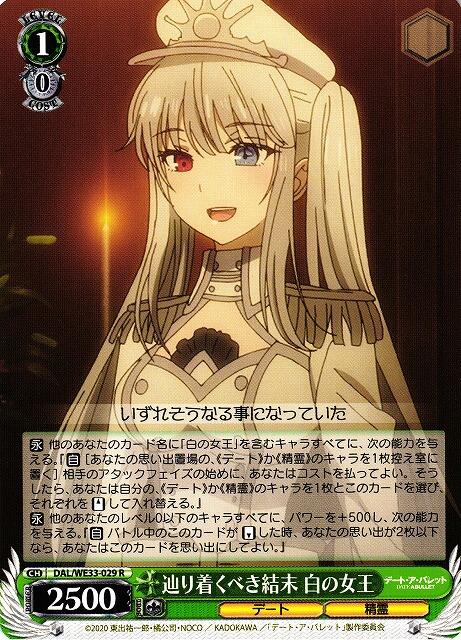 LEVEL
1
0
COST
いずれそうなる事になっていた
永 他のあなたのカード名に「白の女王」を含むキャラすべてに、次の能力を与
える。『自［あなたの思い出置場の、《デート》か《精霊》のキャラを1枚控え室に
置く］ 相手のアタックフェイズの始めに、あなたはコストを払ってよい。そ
うしたら、あなたは自分の、《デート》か《精霊》のキャラを1枚とこのカードを選び、
それぞれをして入れ替える。』
永 他のあなたのレベル0以下のキャラすべてに、パワーを+500し、次の能
力を与える。『自 バトル中のこのカードがした時、あなたの思い出が2枚以下
なら、あなたはこのカードを思い出にする。』
CH DAL/WE33-029 R
POWER
2500
辿り着くべき結末 白の女王
デート・ア・バレット
DATE A BULLET
デート
精霊
©2020 東出祐一郎・橘公司・NOCO / KADOKAWA /「デート・ア・バレット」製作委員会